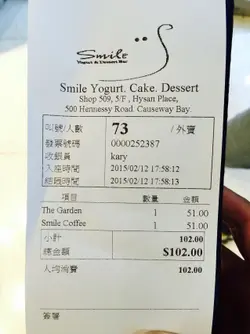 Smile
Yogurt & Dessert Bar
Smile Yogurt. Cake. Dessert
Shop 509, 5/F , Hysan Place,
500 Hennessy Road. Causeway Bay.
叫號/人數 73 /外賣
發票號碼 0000252387
收銀員 kary
入座時間 2015/02/12 17:58:12
結賬時間 2015/02/12 17:58:13
項目 數量 金額
The Garden 1 51.00
Smile Coffee 1 51.00
小計 102.00
總金額 $102.00
人均消費 102.00
簽署